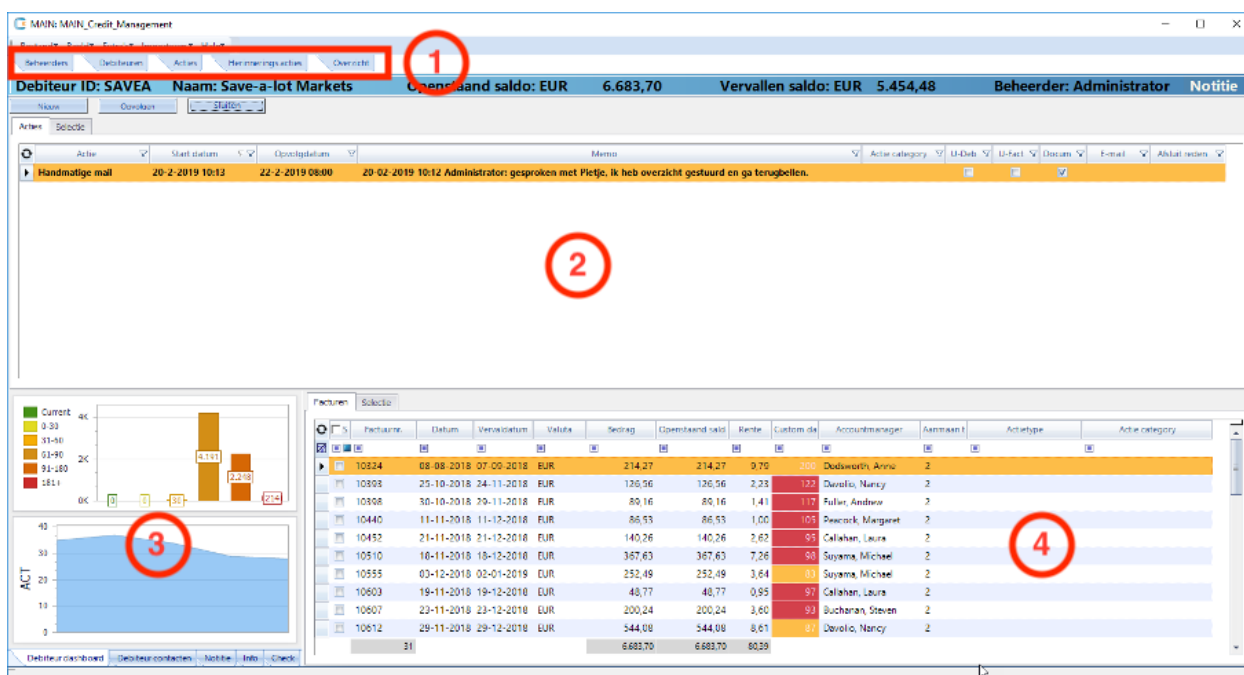 MAIN: MAIN_Credit_Management
Beheerders Debiteuren Acties Herinnerings acties Overzicht
1
Debiteur ID: SAVEA Naam: Save-a-lot Markets Openstaand saldo: EUR 6.683,70 Vervallen saldo: EUR 5.454,48 Beheerder: Administrator Notitie
Nieuw Opvolgen Sluiten
Acties Selectie
Actie Start datum Opvolgdatum Memo Actie category U-Deb U-Fact Docum E-mail Afsluit reden
Handmatige mail 20-2-2019 10:13 22-2-2019 08:00 20-02-2019 10:12 Administrator: gesproken met Pietje, ik heb overzicht gestuurd en ga terugbellen.
2
Current
0-30
31-60
61-90
91-180
181+
4K
2K
0K
0 0 -30 4.191 2.248 214
40
30
20
10
0
ACT
3
Debiteur dashboard Debiteur contacten Notitie Info Check
Facturen Selectie
S Factuurnr. Datum Vervaldatum Valuta Bedrag Openstaand sald Rente Custom da Accountmanager Aanmaan t Actietype Actie category
10324 08-08-2018 07-09-2018 EUR 214,27 214,27 9,79 200 Dodsworth, Anne 2
10393 25-10-2018 24-11-2018 EUR 126,56 126,56 2,23 122 Davolio, Nancy 2
10398 30-10-2018 29-11-2018 EUR 89,16 89,16 1,41 117 Fuller, Andrew 2
10440 11-11-2018 11-12-2018 EUR 86,53 86,53 1,00 105 Peacock, Margaret 2
10452 21-11-2018 21-12-2018 EUR 140,26 140,26 2,62 95 Callahan, Laura 2
10510 18-11-2018 18-12-2018 EUR 367,63 367,63 7,26 98 Suyama, Michael 2
10555 03-12-2018 02-01-2019 EUR 252,49 252,49 3,64 83 Suyama, Michael 2
10603 19-11-2018 19-12-2018 EUR 48,77 48,77 0,95 97 Callahan, Laura 2
10607 23-11-2018 23-12-2018 EUR 200,24 200,24 3,60 93 Buchanan, Steven 2
10612 29-11-2018 29-12-2018 EUR 544,08 544,08 8,61 87 Davolio, Nancy 2
31 6.683,70 6.683,70 80,39
4